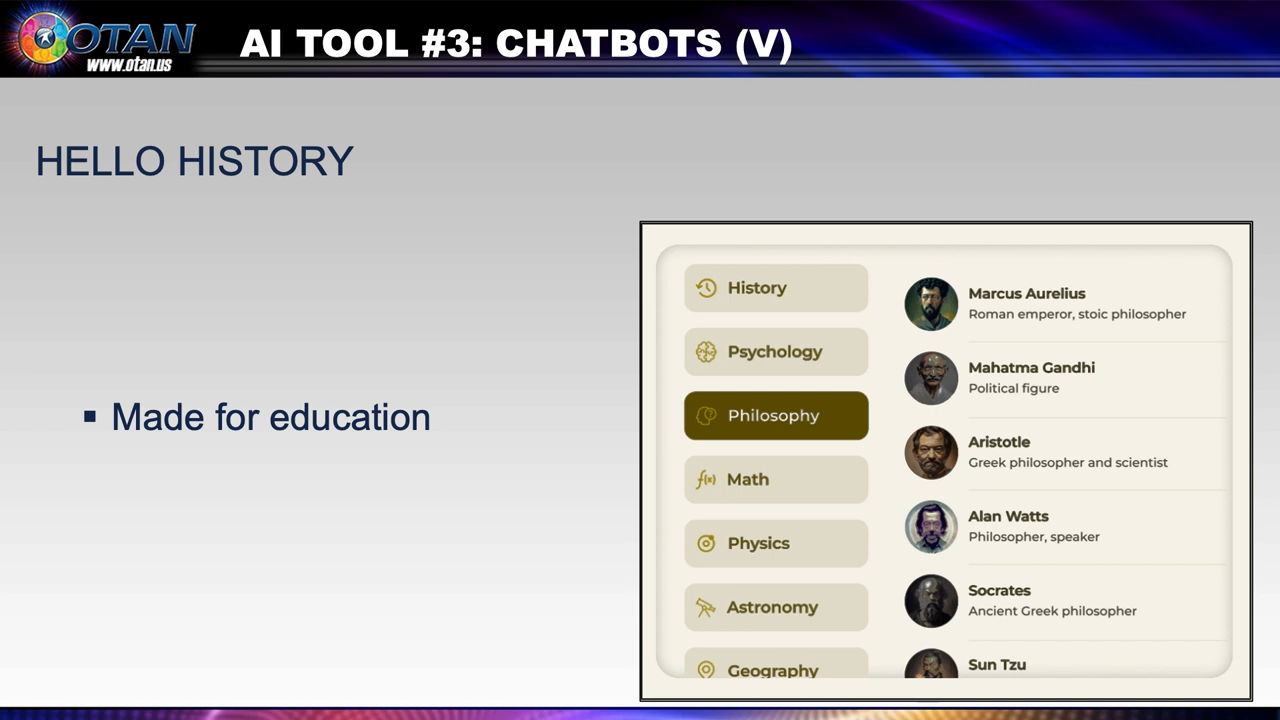 OTAN
www.otan.us
AI TOOL #3: CHATBOTS (V)
HELLO HISTORY
▪ Made for education
History
Psychology
Philosophy
Math
Physics
Astronomy
Geography
Marcus Aurelius
Roman emperor, stoic philosopher
Mahatma Gandhi
Political figure
Aristotle
Greek philosopher and scientist
Alan Watts
Philosopher, speaker
Socrates
Ancient Greek philosopher
Sun Tzu